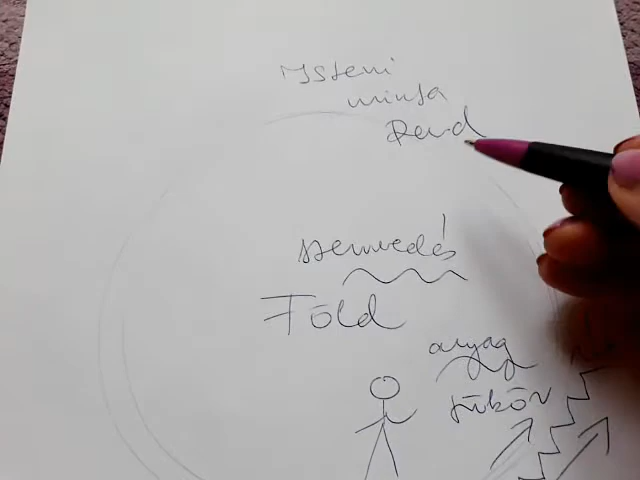 Isteni
minta
Rend
szenvedés
Föld
anyag
tükör